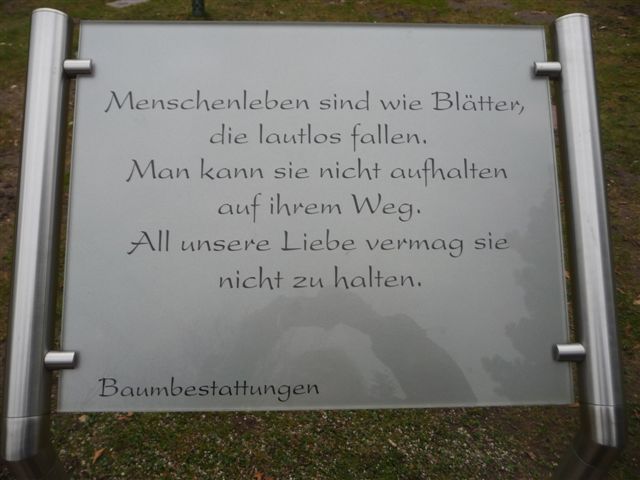 Menschenleben sind wie Blätter,
die lautlos fallen.
Man kann sie nicht aufhalten
auf ihrem Weg.
All unsere Liebe vermag sie
nicht zu halten.
Baumbestattungen